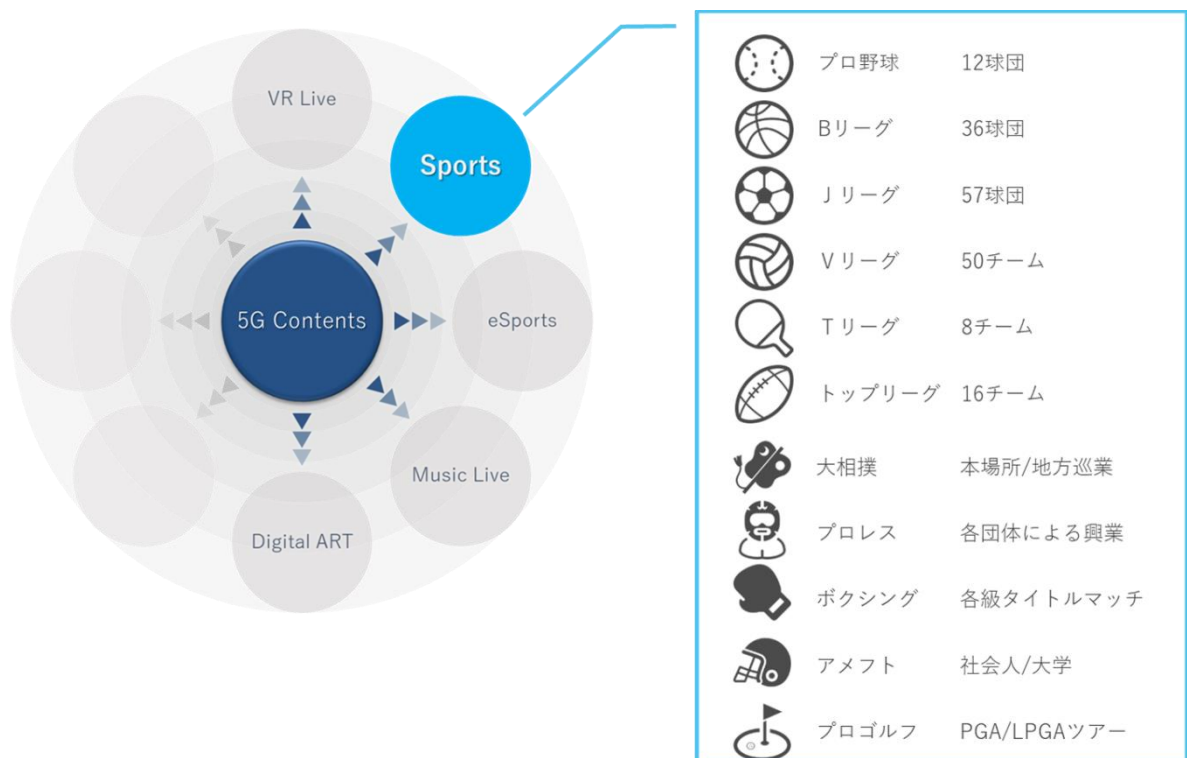 VR Live
Sports
5G Contents
eSports
Music Live
Digital ART
プロ野球 12球団
Bリーグ 36球団
Jリーグ 57球団
Vリーグ 50チーム
Tリーグ 8チーム
トップリーグ 16チーム
大相撲 本場所/地方巡業
プロレス 各団体による興業
ボクシング 各級タイトルマッチ
アメフト 社会人/大学
プロゴルフ PGA/LPGAツアー